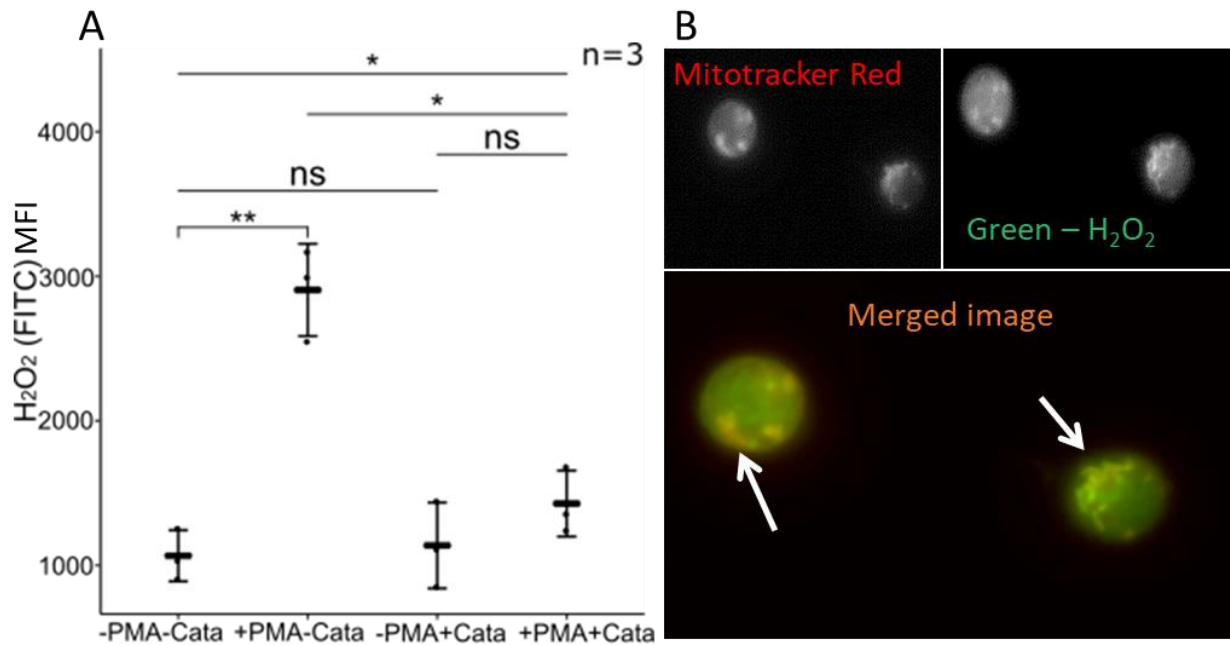 A
n=3
*
*
ns
ns
**
H₂O₂ (FITC) MFI
4000
3000
2000
1000
-PMA-Cata +PMA-Cata -PMA+Cata +PMA+Cata
B
Mitotracker Red
Green – H₂O₂
Merged image